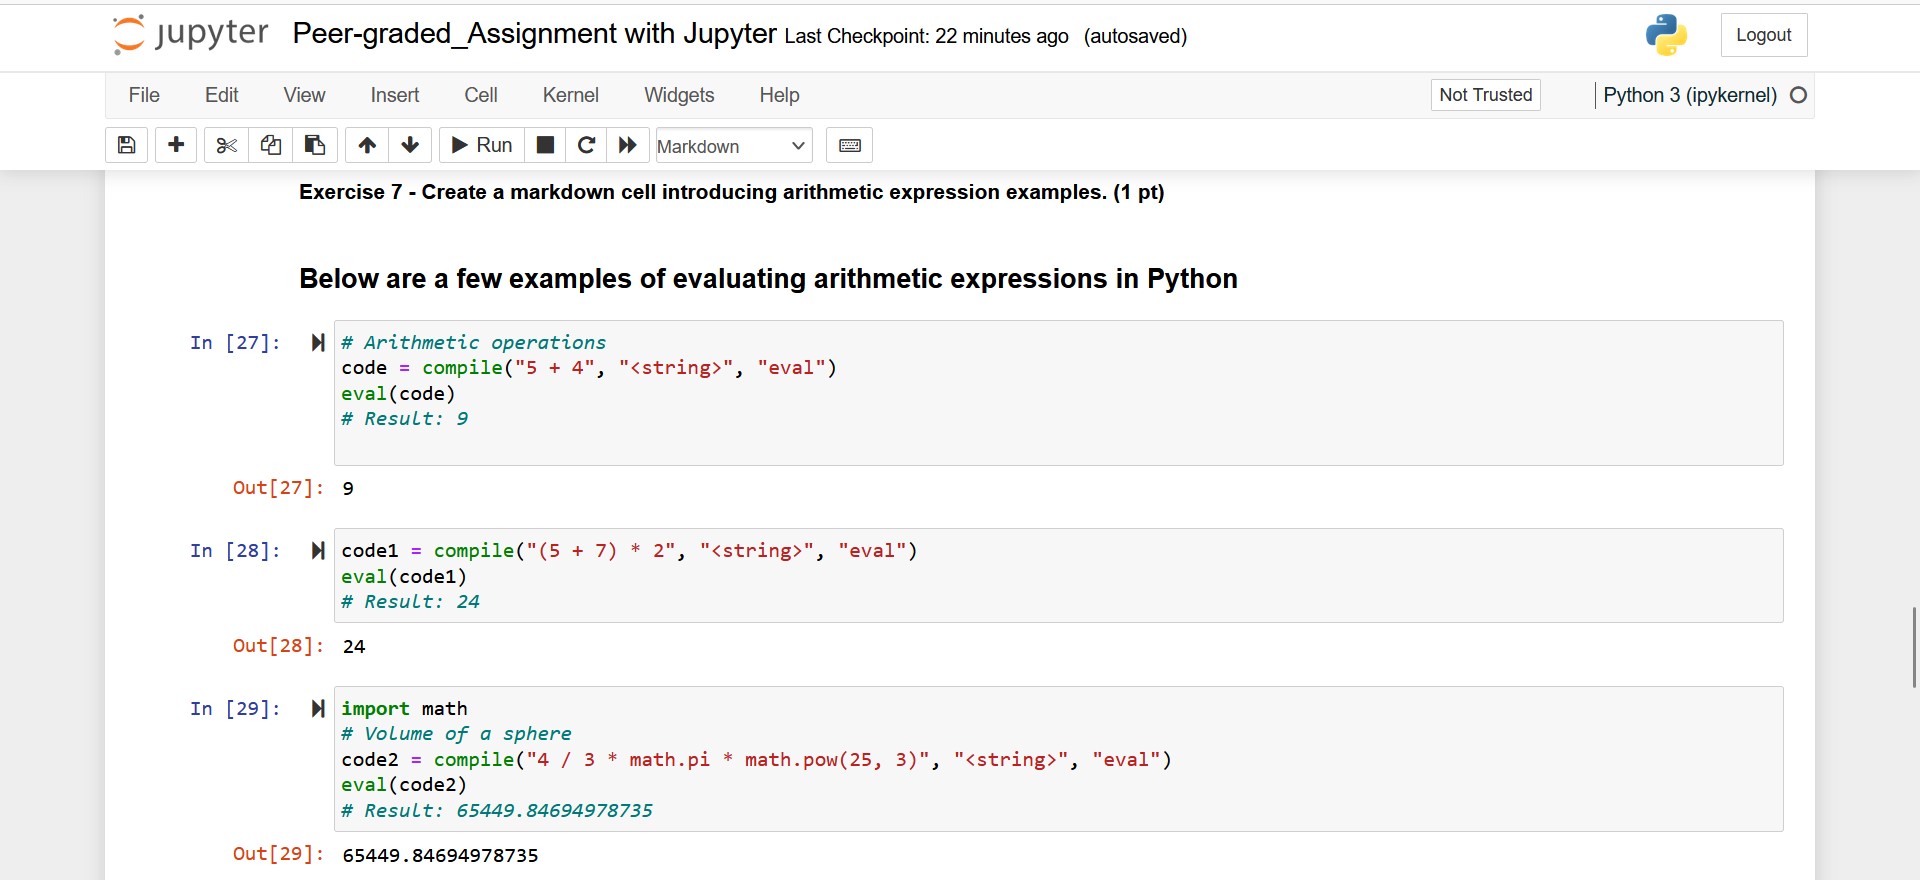 jupyter Peer-graded_Assignment with Jupyter Last Checkpoint: 22 minutes ago (autosaved) Logout
File Edit View Insert Cell Kernel Widgets Help Not Trusted Python 3 (ipykernel)
Run Markdown
Exercise 7 - Create a markdown cell introducing arithmetic expression examples. (1 pt)
Below are a few examples of evaluating arithmetic expressions in Python
In [27]: # Arithmetic operations
code = compile("5 + 4", "<string>", "eval")
eval(code)
# Result: 9
Out[27]: 9
In [28]: code1 = compile("(5 + 7) * 2", "<string>", "eval")
eval(code1)
# Result: 24
Out[28]: 24
In [29]: import math
# Volume of a sphere
code2 = compile("4 / 3 * math.pi * math.pow(25, 3)", "<string>", "eval")
eval(code2)
# Result: 65449.84694978735
Out[29]: 65449.84694978735